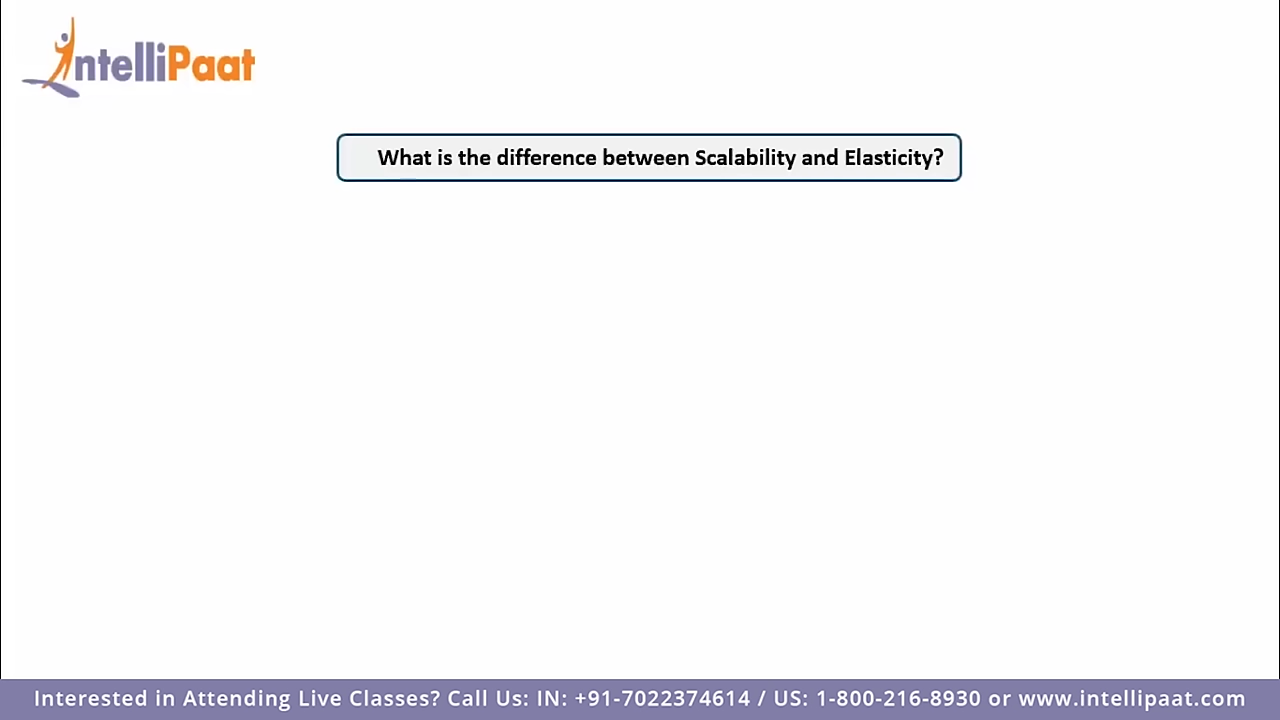 IntelliPaat
What is the difference between Scalability and Elasticity?
Interested in Attending Live Classes? Call Us: IN: +91-7022374614 / US: 1-800-216-8930 or www.intellipaat.com